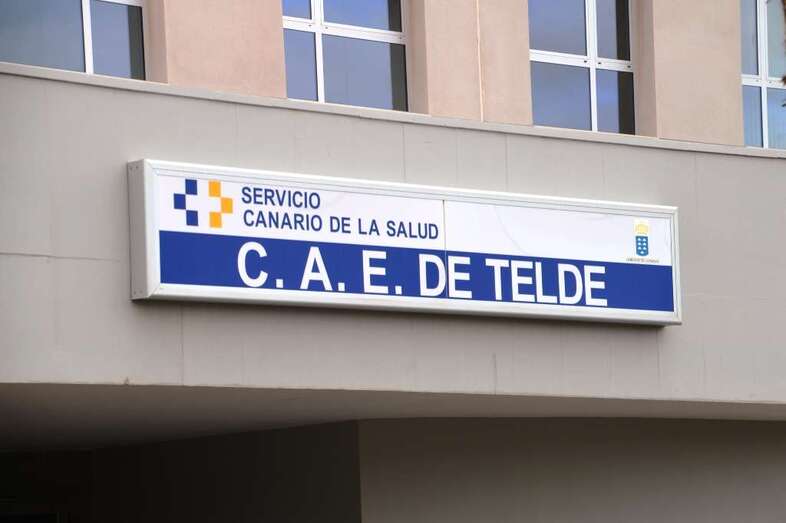 SERVICIO
CANARIO DE LA SALUD
C. A. E. DE TELDE